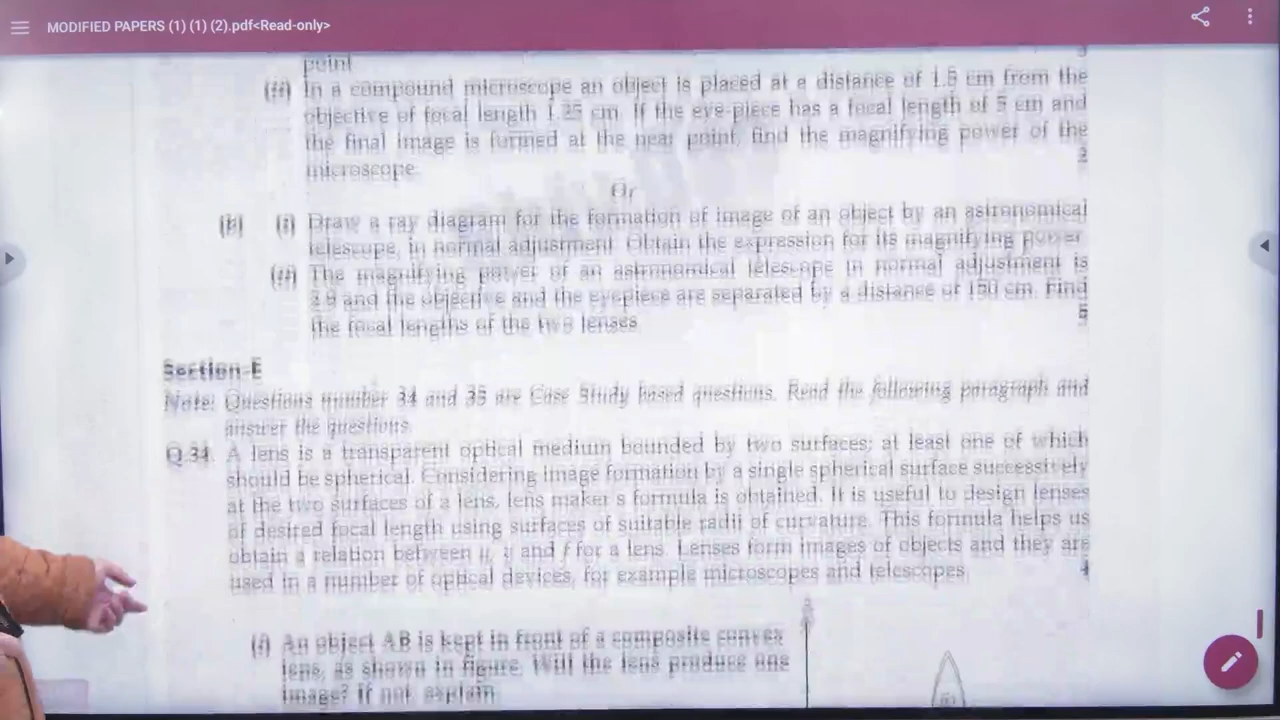 MODIFIED PAPERS (1) (1) (2).pdf<Read-only>
point
(ii) In a compound microscope an object is placed at a distance of 1.5 cm from the
objective of focal length 1.25 cm. If the eye-piece has a focal length of 5 cm and
the final image is formed at the near point, find the magnifying power of the
microscope.
Or
(b) (i) Draw a ray diagram for the formation of image of an object by an astronomical
telescope, in normal adjustment. Obtain the expression for its magnifying power.
(ii) The magnifying power of an astronomical telescope in normal adjustment is
2.9 and the objective and the eyepiece are separated by a distance of 150 cm. Find
the focal lengths of the two lenses. 5
Section-E
Note: Questions number 34 and 35 are Case Study based questions. Read the following paragraph and
answer the questions.
Q.34. A lens is a transparent optical medium bounded by two surfaces; at least one of which
should be spherical. Considering image formation by a single spherical surface successively
at the two surfaces of a lens, lens maker's formula is obtained. It is useful to design lenses
of desired focal length using surfaces of suitable radii of curvature. This formula helps us
obtain a relation between u, v and f for a lens. Lenses form images of objects and they are
used in a number of optical devices, for example microscopes and telescopes. 4
(i) An object AB is kept in front of a composite convex
lens, as shown in figure. Will the lens produce one
image? If not, explain.